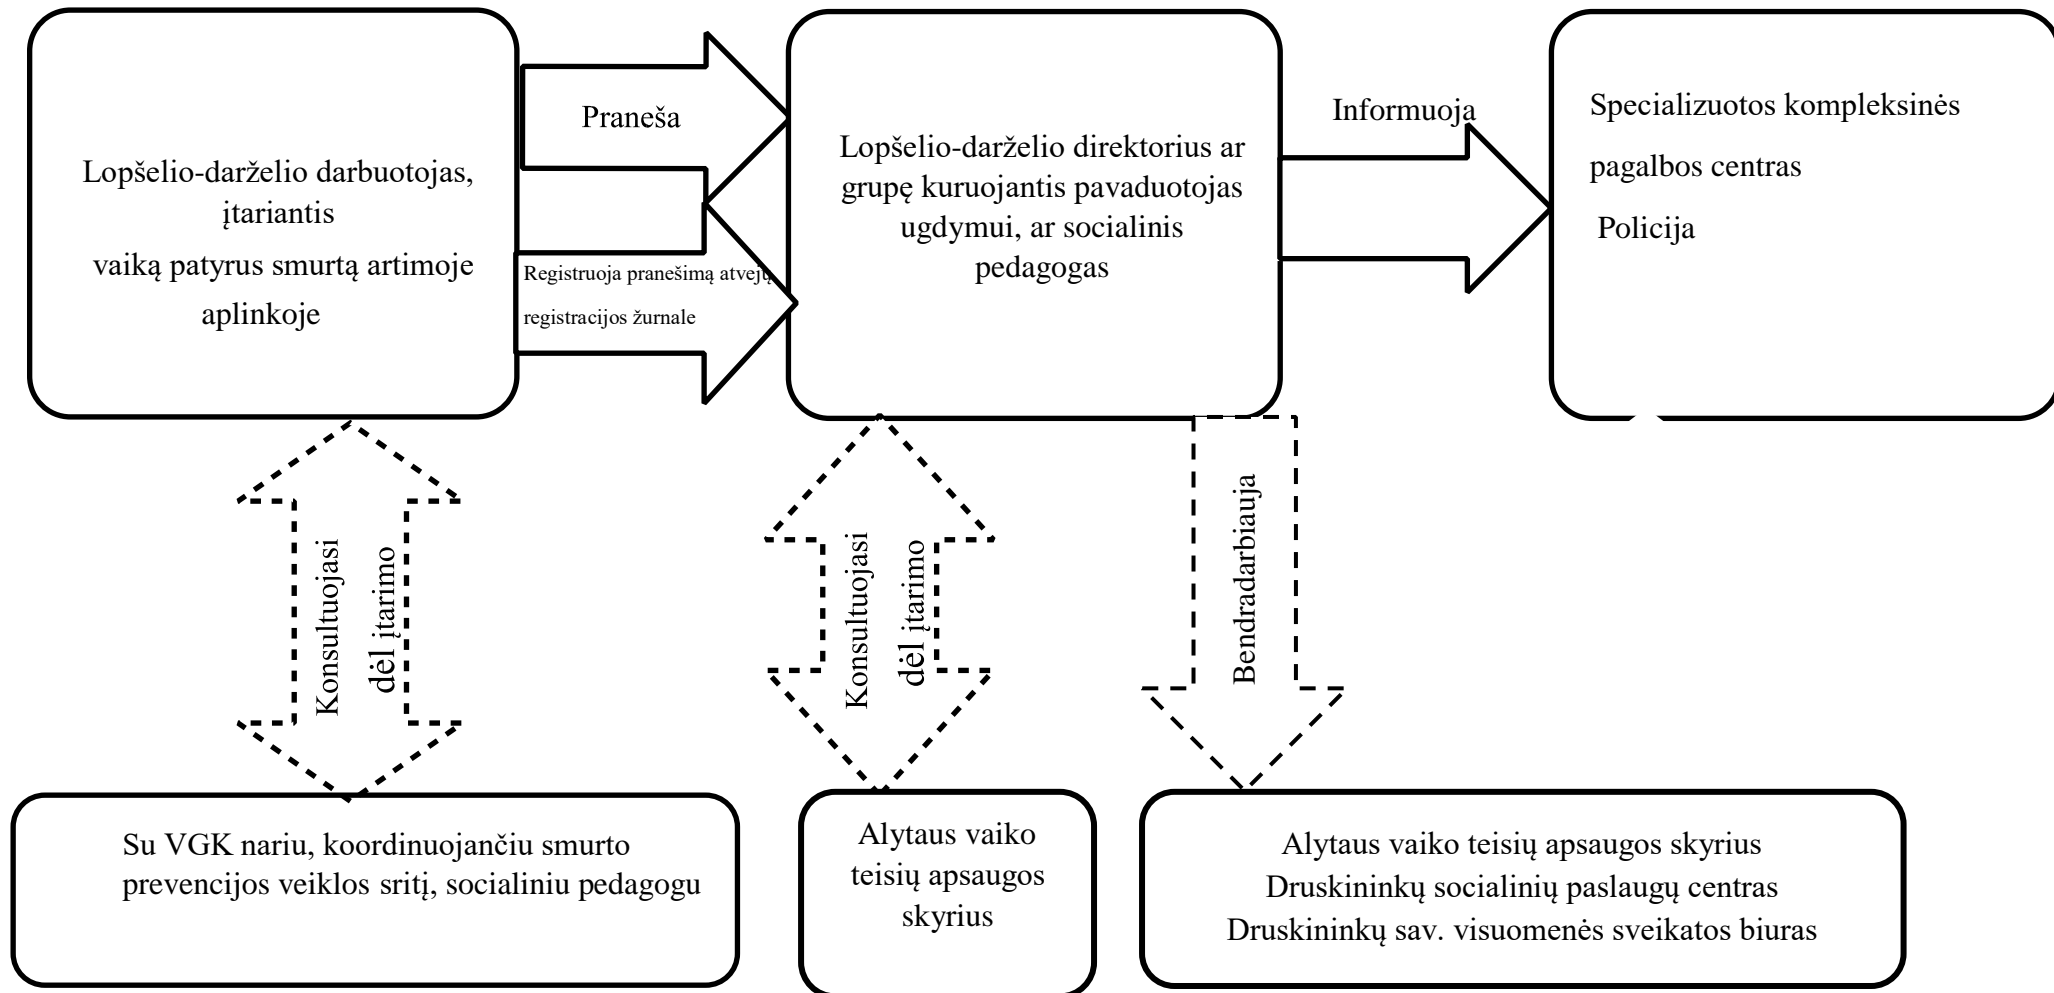 Lopšelio-darželio darbuotojas,
įtariantis
vaiką patyrus smurtą artimoje
aplinkoje
Praneša
Registruoja pranešimą atvejų
registracijos žurnale
Lopšelio-darželio direktorius ar
grupę kuruojantis pavaduotojas
ugdymui, ar socialinis
pedagogas
Informuoja
Specializuotos kompleksinės
pagalbos centras
Policija
Konsultuojasi
dėl įtarimo
Konsultuojasi
dėl įtarimo
Bendradarbiauja
Su VGK nariu, koordinuojančiu smurto
prevencijos veiklos sritį, socialiniu pedagogu
Alytaus vaiko
teisių apsaugos
skyrius
Alytaus vaiko teisių apsaugos skyrius
Druskininkų socialinių paslaugų centras
Druskininkų sav. visuomenės sveikatos biuras